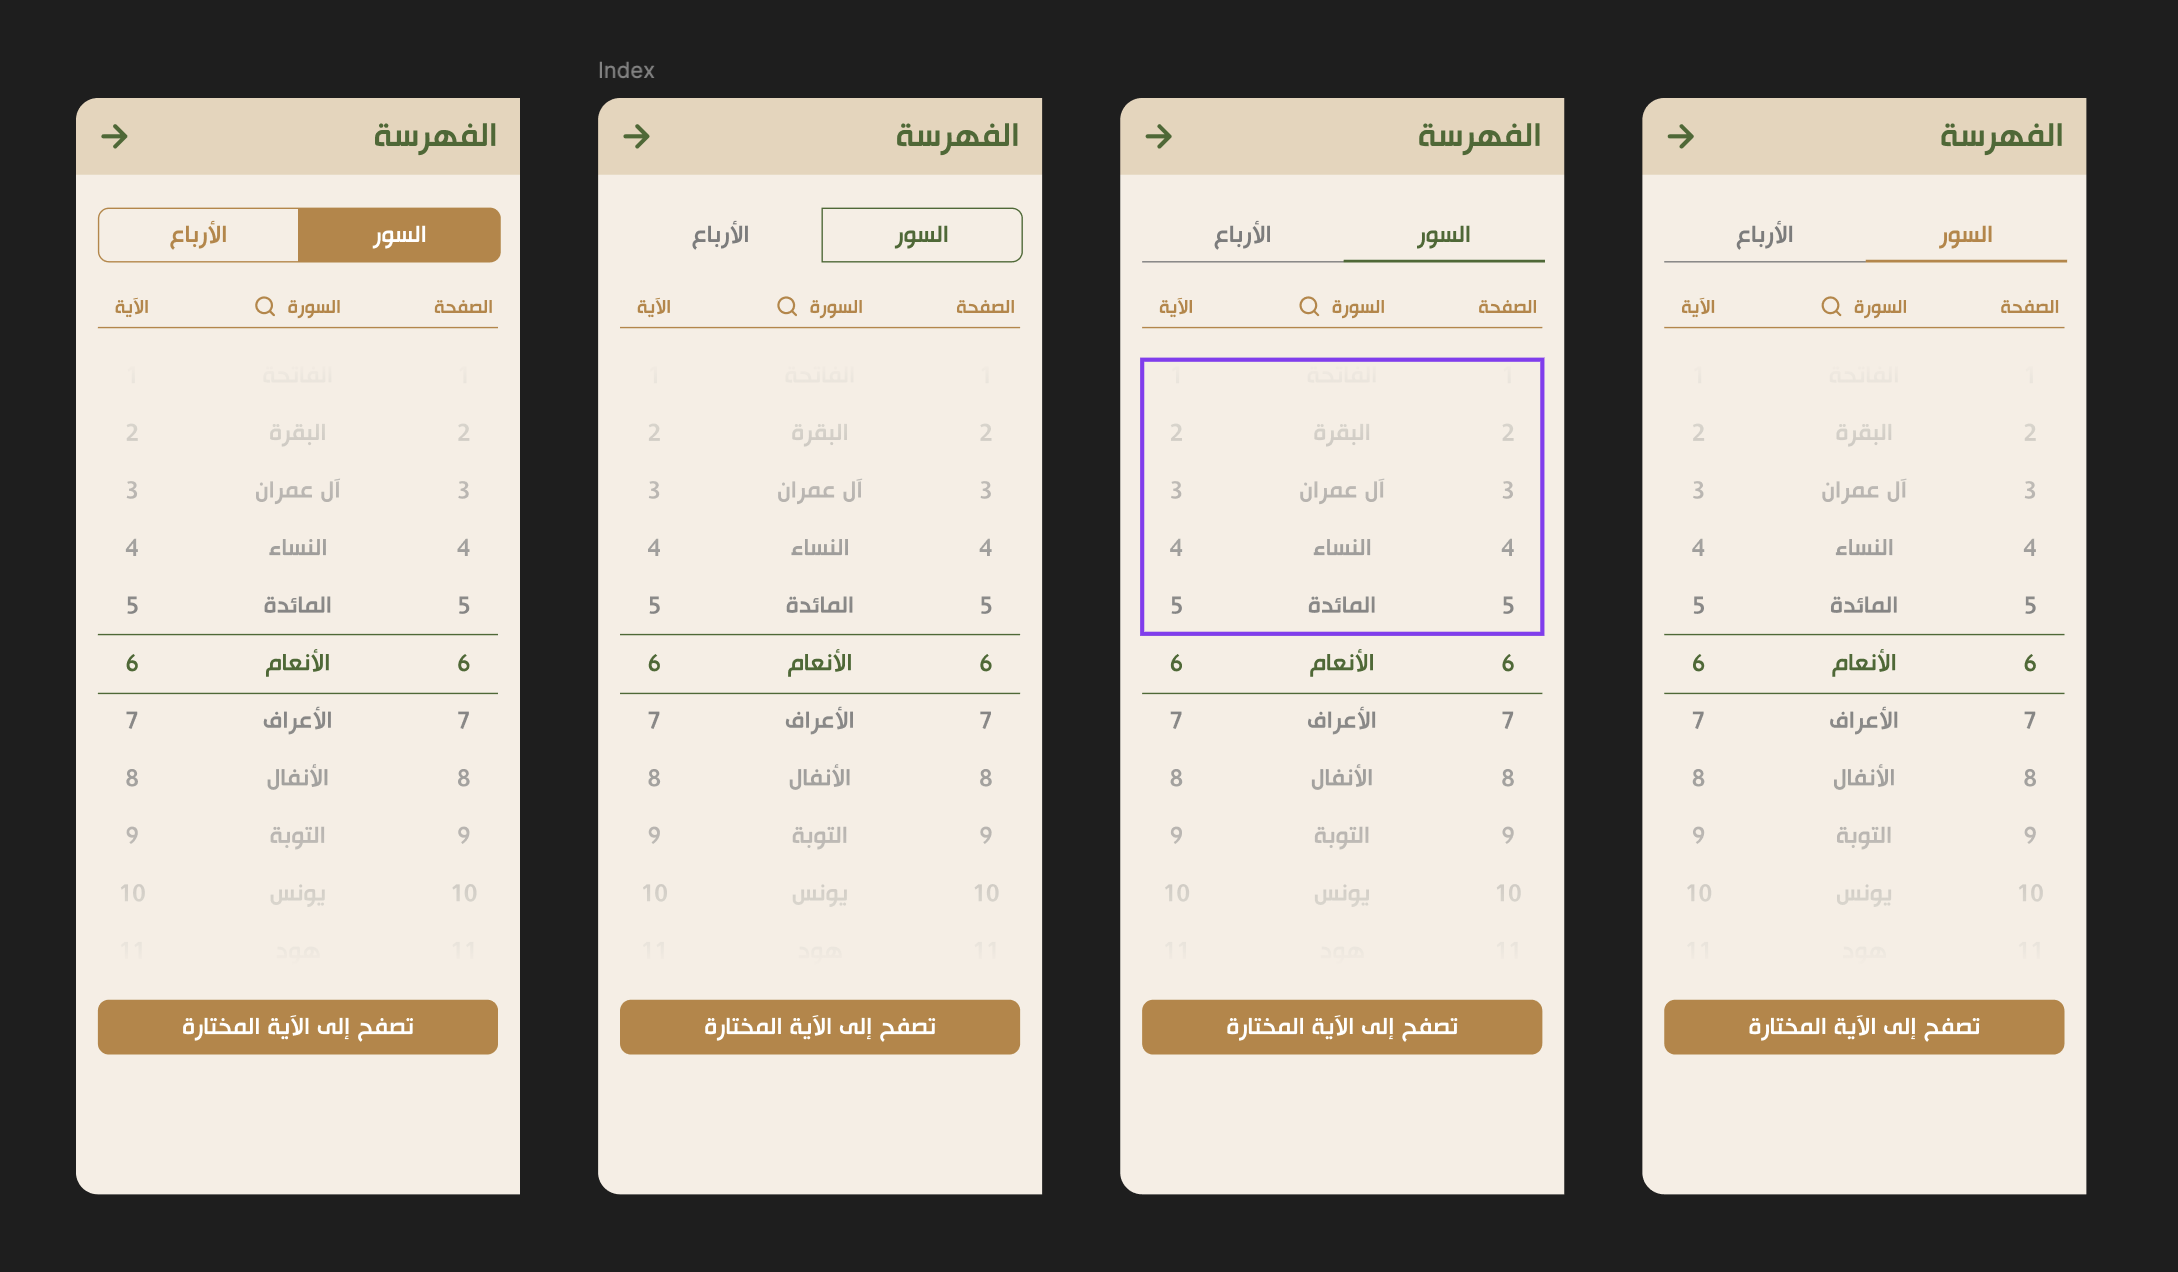 Index
الفهرسة
السور الأرباع
الصفحة السورة الآية
1 الفاتحة 1
2 البقرة 2
3 آل عمران 3
4 النساء 4
5 المائدة 5
6 الأنعام 6
7 الأعراف 7
8 الأنفال 8
9 التوبة 9
10 يونس 10
11 هود 11
تصفح إلى الآية المختارة
الفهرسة
السور الأرباع
الصفحة السورة الآية
1 الفاتحة 1
2 البقرة 2
3 آل عمران 3
4 النساء 4
5 المائدة 5
6 الأنعام 6
7 الأعراف 7
8 الأنفال 8
9 التوبة 9
10 يونس 10
11 هود 11
تصفح إلى الآية المختارة
الفهرسة
السور الأرباع
الصفحة السورة الآية
1 الفاتحة 1
2 البقرة 2
3 آل عمران 3
4 النساء 4
5 المائدة 5
6 الأنعام 6
7 الأعراف 7
8 الأنفال 8
9 التوبة 9
10 يونس 10
11 هود 11
تصفح إلى الآية المختارة
الفهرسة
السور الأرباع
الصفحة السورة الآية
1 الفاتحة 1
2 البقرة 2
3 آل عمران 3
4 النساء 4
5 المائدة 5
6 الأنعام 6
7 الأعراف 7
8 الأنفال 8
9 التوبة 9
10 يونس 10
11 هود 11
تصفح إلى الآية المختارة